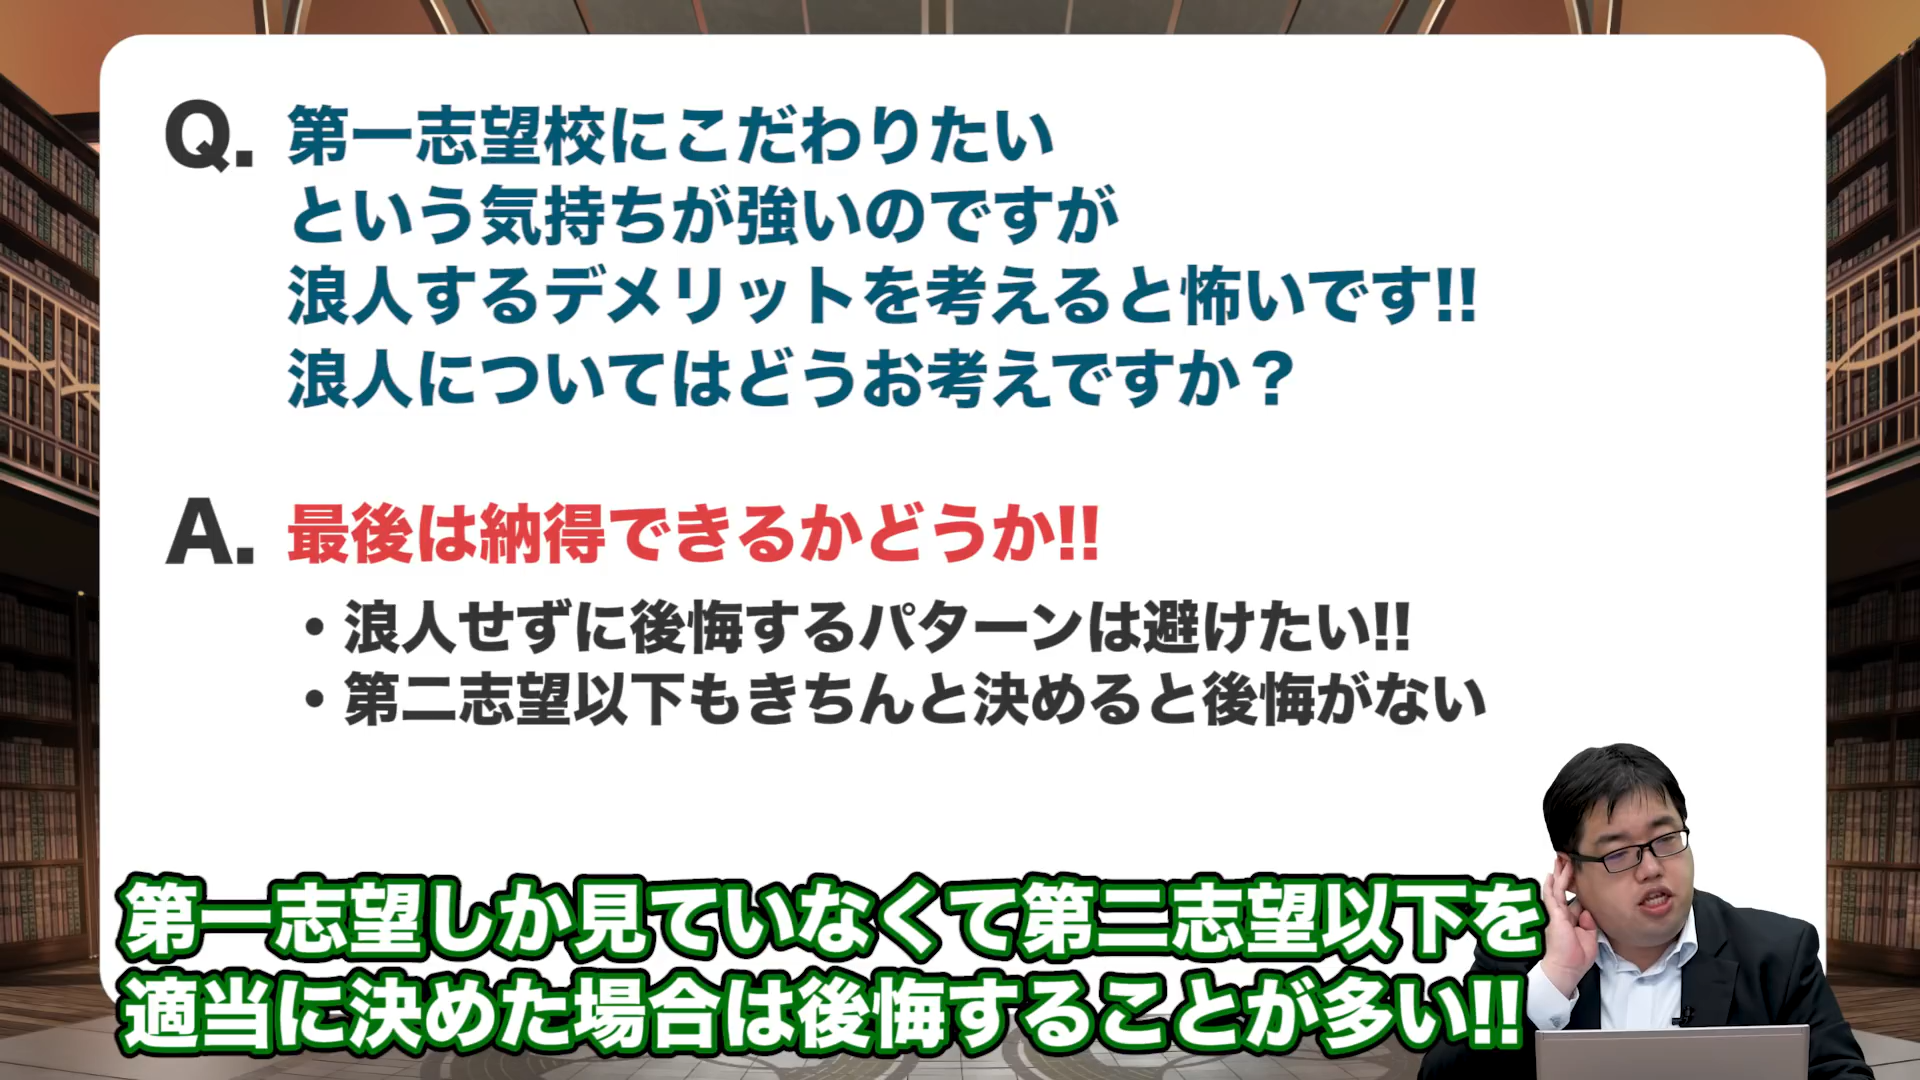 Q. 第一志望校にこだわりたい
という気持ちが強いのですが
浪人するデメリットを考えると怖いです!!
浪人についてはどうお考えですか？
A. 最後は納得できるかどうか!!
・浪人せずに後悔するパターンは避けたい!!
・第二志望以下もきちんと決めると後悔がない
第一志望しか見ていなくて第二志望以下を
適当に決めた場合は後悔することが多い!!